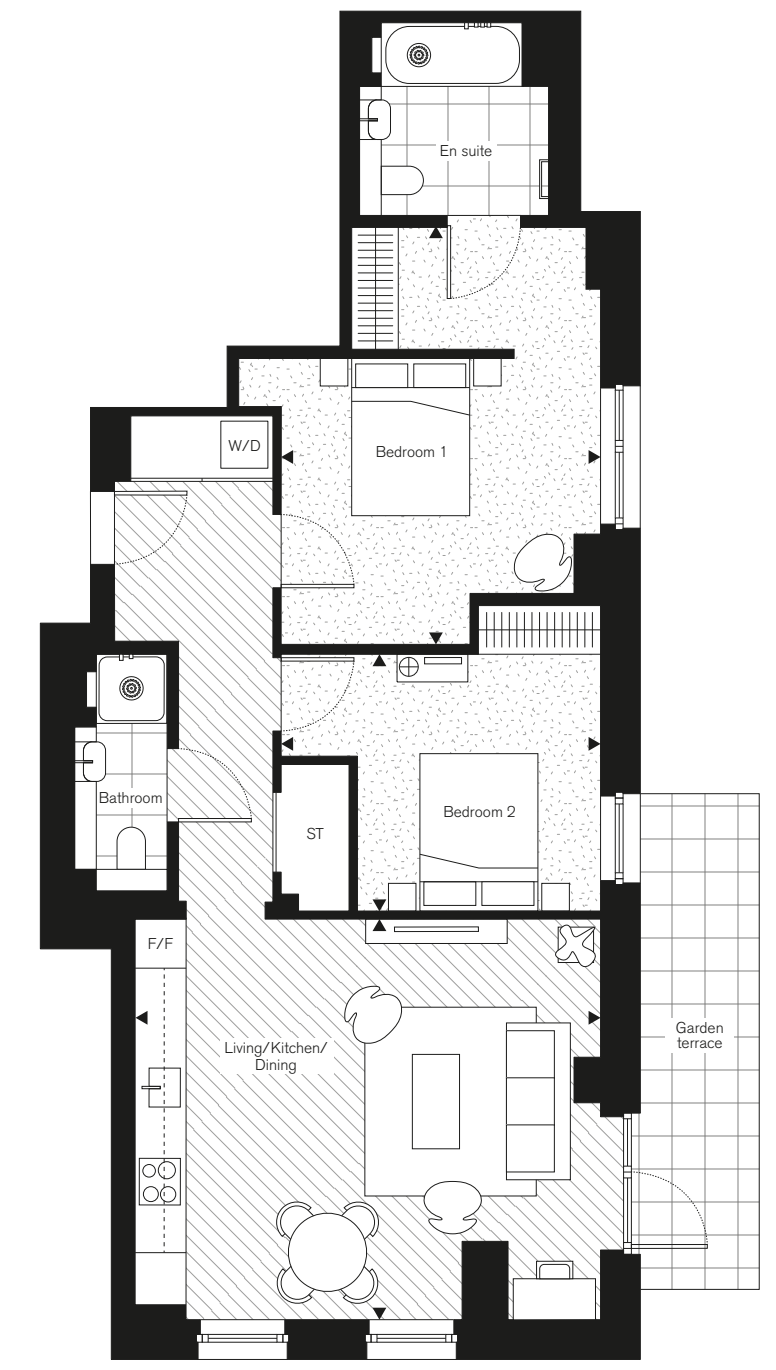 En suite
W/D
Bedroom 1
Bathroom
ST
Bedroom 2
F/F
Living/Kitchen/
Dining
Garden
terrace